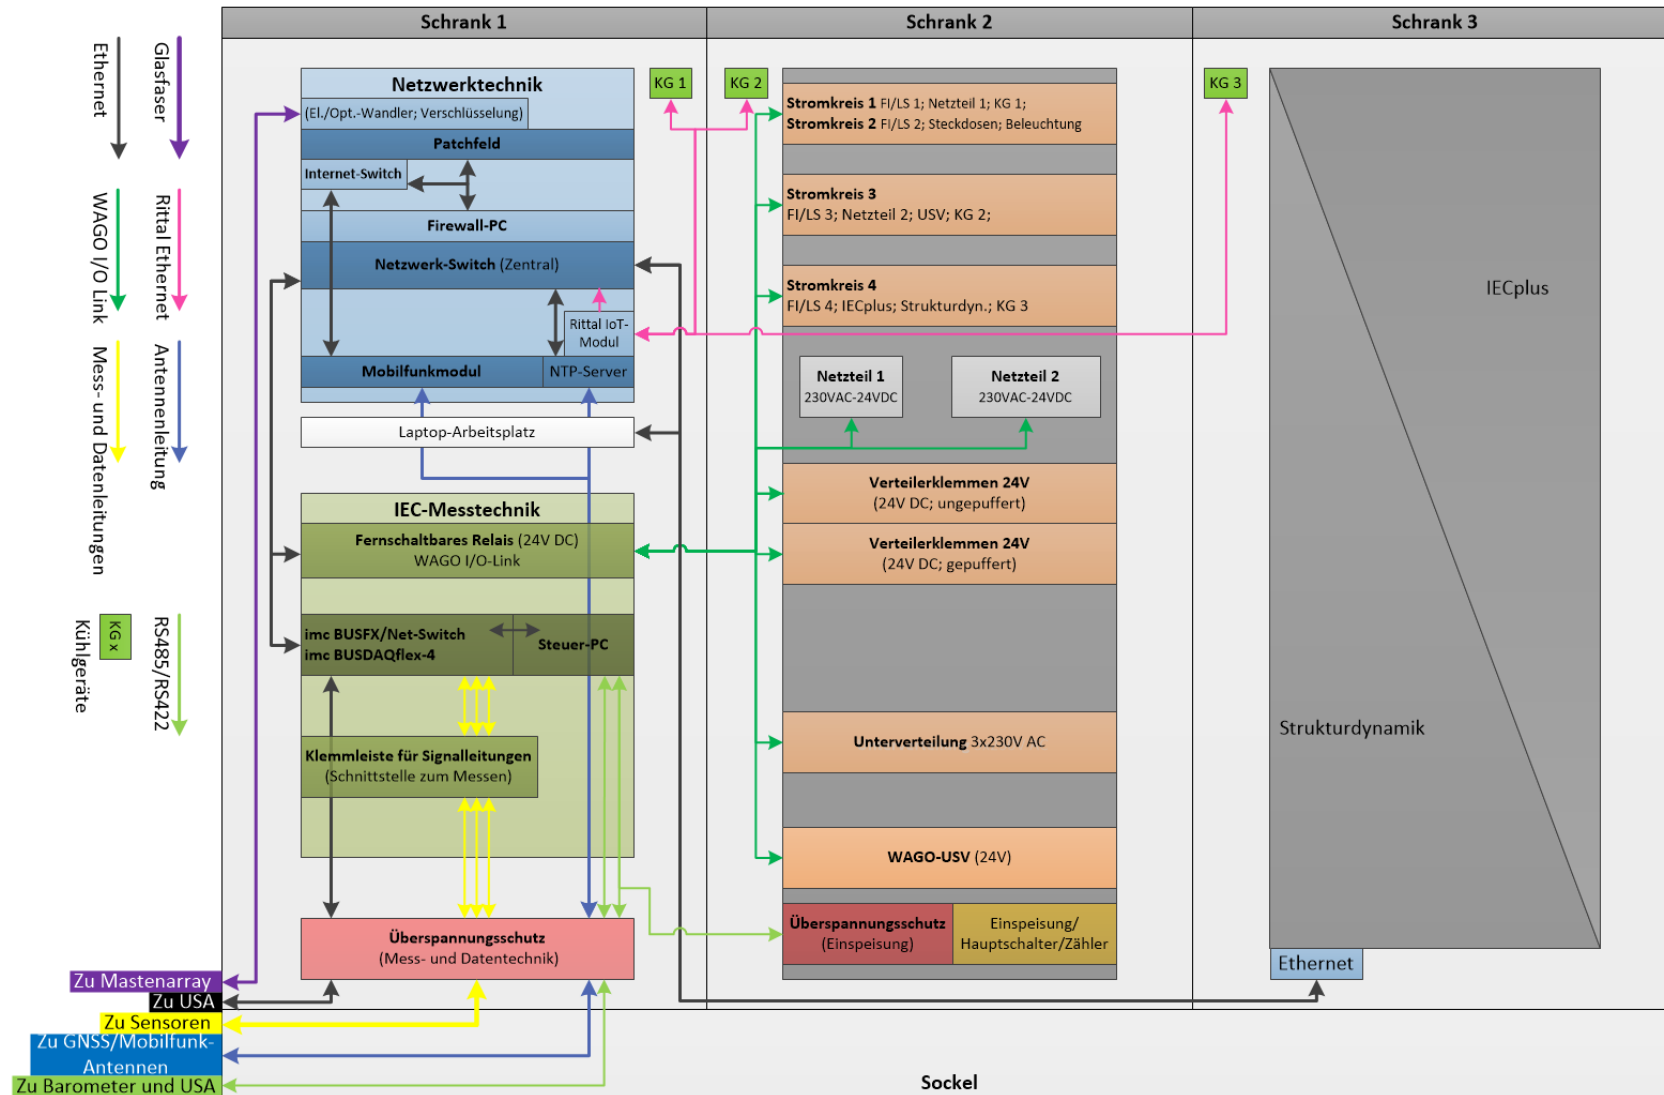 Schrank 1
Schrank 2
Schrank 3
Ethernet
Glasfaser
WAGO I/O Link
Rittal Ethernet
Mess- und Datenleitungen
Antennenleitung
KG x
Kühlgeräte
RS485/RS422
Netzwerktechnik
(El./Opt.-Wandler; Verschlüsselung)
Patchfeld
Internet-Switch
Firewall-PC
Netzwerk-Switch (Zentral)
Rittal IoT-
Modul
Mobilfunkmodul
NTP-Server
Laptop-Arbeitsplatz
IEC-Messtechnik
Fernschaltbares Relais (24V DC)
WAGO I/O-Link
imc BUSFX/Net-Switch
imc BUSDAQflex-4
Steuer-PC
Klemmleiste für Signalleitungen
(Schnittstelle zum Messen)
Überspannungsschutz
(Mess- und Datentechnik)
KG 1
KG 2
Stromkreis 1 FI/LS 1; Netzteil 1; KG 1;
Stromkreis 2 FI/LS 2; Steckdosen; Beleuchtung
Stromkreis 3
FI/LS 3; Netzteil 2; USV; KG 2;
Stromkreis 4
FI/LS 4; IECplus; Strukturdyn.; KG 3
Netzteil 1
230VAC-24VDC
Netzteil 2
230VAC-24VDC
Verteilerklemmen 24V
(24V DC; ungepuffert)
Verteilerklemmen 24V
(24V DC; gepuffert)
Unterverteilung 3x230V AC
WAGO-USV (24V)
Überspannungsschutz
(Einspeisung)
Einspeisung/
Hauptschalter/Zähler
KG 3
IECplus
Strukturdynamik
Ethernet
Zu Mastenarray
Zu USA
Zu Sensoren
Zu GNSS/Mobilfunk-
Antennen
Zu Barometer und USA
Sockel